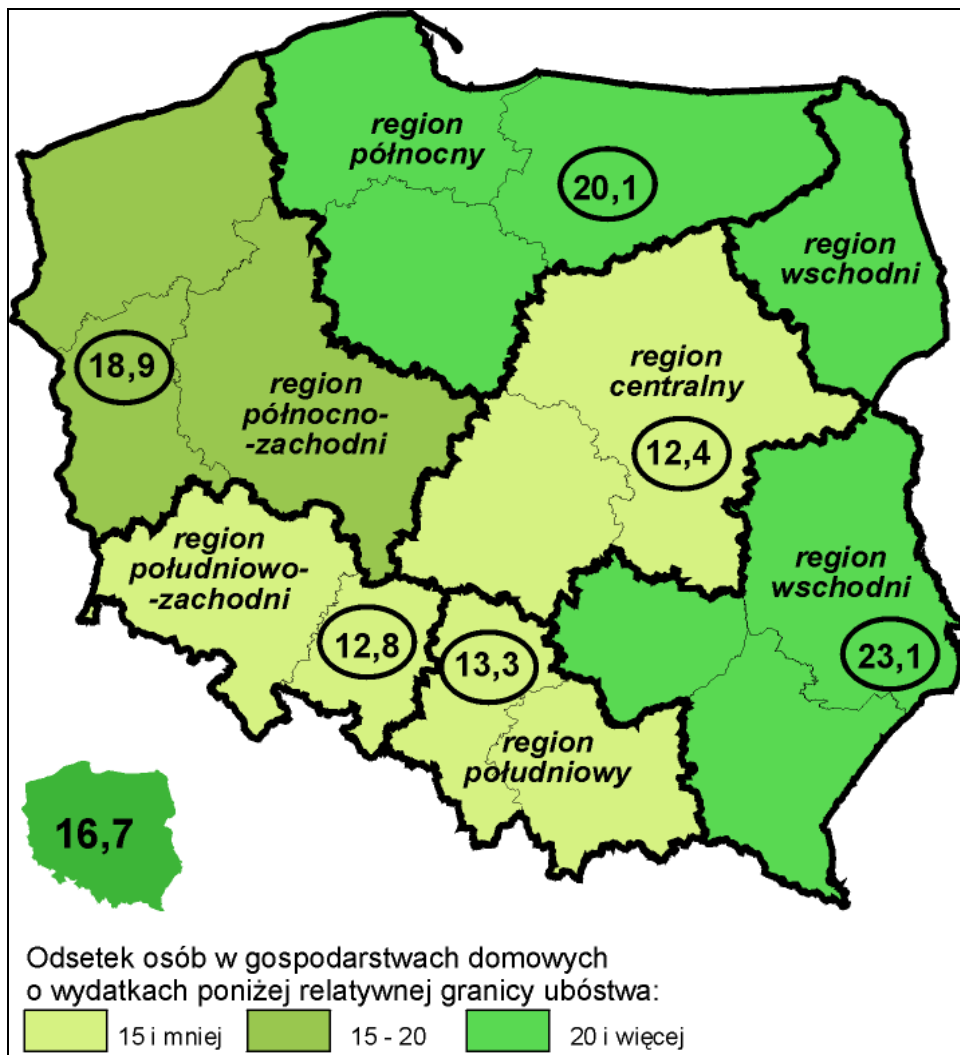 region
północny
20,1
region
wschodni
18,9
region
północno-
-zachodni
region
centralny
12,4
region
południowo-
-zachodni
12,8
13,3
region
południowy
region
wschodni
23,1
16,7
Odsetek osób w gospodarstwach domowych
o wydatkach poniżej relatywnej granicy ubóstwa:
15 i mniej 15 - 20 20 i więcej